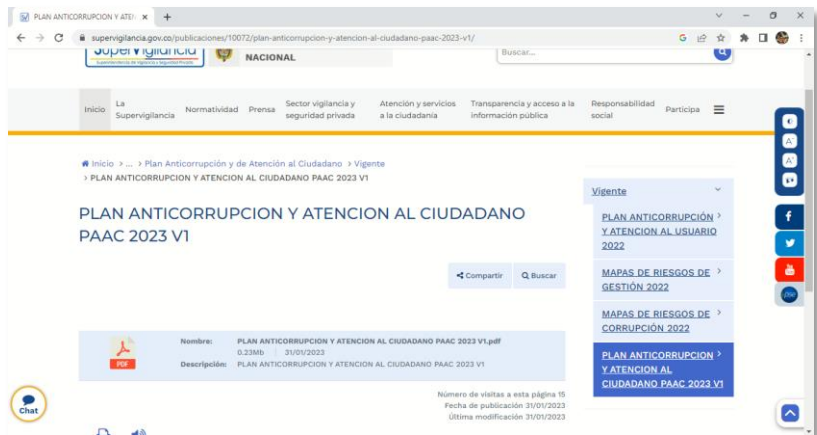 PLAN ANTICORRUPCION Y ATEN
supervigilancia.gov.co/publicaciones/10072/plan-anticorrupcion-y-atencion-al-ciudadano-paac-2023-v1/
SuperVigilancia
Superintendencia de Vigilancia y Seguridad Privada
NACIONAL
Buscar...
Inicio
La Supervigilancia
Normatividad
Prensa
Sector vigilancia y seguridad privada
Atención y servicios a la ciudadanía
Transparencia y acceso a la información pública
Responsabilidad social
Participa
Inicio > ... > Plan Anticorrupción y de Atención al Ciudadano > Vigente
> PLAN ANTICORRUPCION Y ATENCION AL CIUDADANO PAAC 2023 V1
PLAN ANTICORRUPCION Y ATENCION AL CIUDADANO
PAAC 2023 V1
Compartir
Buscar
PDF
Nombre: PLAN ANTICORRUPCION Y ATENCION AL CIUDADANO PAAC 2023 V1.pdf
0.23Mb | 31/01/2023
Descripción: PLAN ANTICORRUPCION Y ATENCION AL CIUDADANO PAAC 2023 V1
Número de visitas a esta página 15
Fecha de publicación 31/01/2023
Última modificación 31/01/2023
Vigente
PLAN ANTICORRUPCIÓN
Y ATENCION AL USUARIO
2022
MAPAS DE RIESGOS DE
GESTIÓN 2022
MAPAS DE RIESGOS DE
CORRUPCIÓN 2022
PLAN ANTICORRUPCION
Y ATENCION AL
CIUDADANO PAAC 2023 V1
A-
A+
Chat